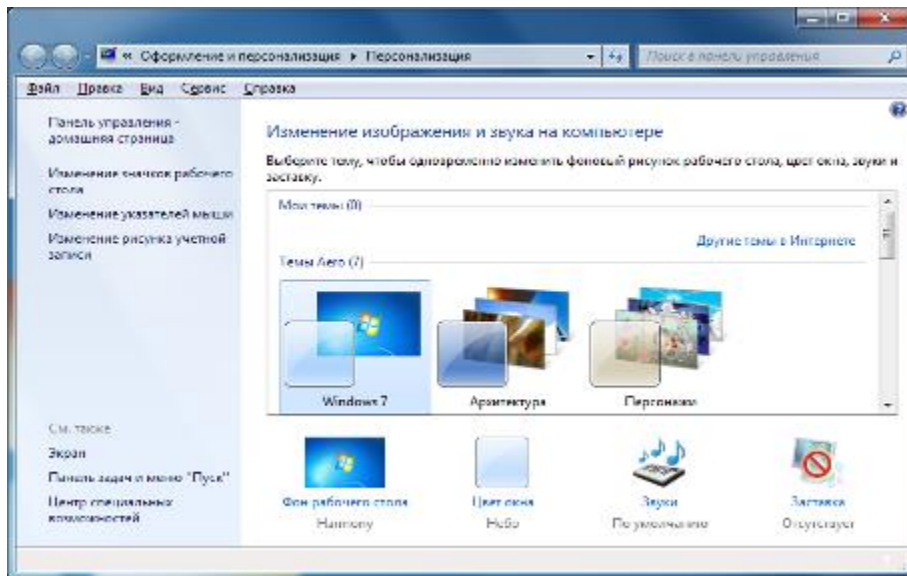 « Оформление и персонализация ▸ Персонализация
Поиск в панели управления
Файл Правка Вид Сервис Справка
Панель управления -
домашняя страница
Изменение значков рабочего
стола
Изменение указателей мыши
Изменение рисунка учетной
записи
См. также
Экран
Панель задач и меню "Пуск"
Центр специальных
возможностей
Изменение изображения и звука на компьютере
Выберите тему, чтобы одновременно изменить фоновый рисунок рабочего стола, цвет окна, звуки и
заставку.
Мои темы (0)
Другие темы в Интернете
Темы Aero (7)
Windows 7
Архитектура
Персонажи
Фон рабочего стола
Harmony
Цвет окна
Небо
Звуки
По умолчанию
Заставка
Отсутствует